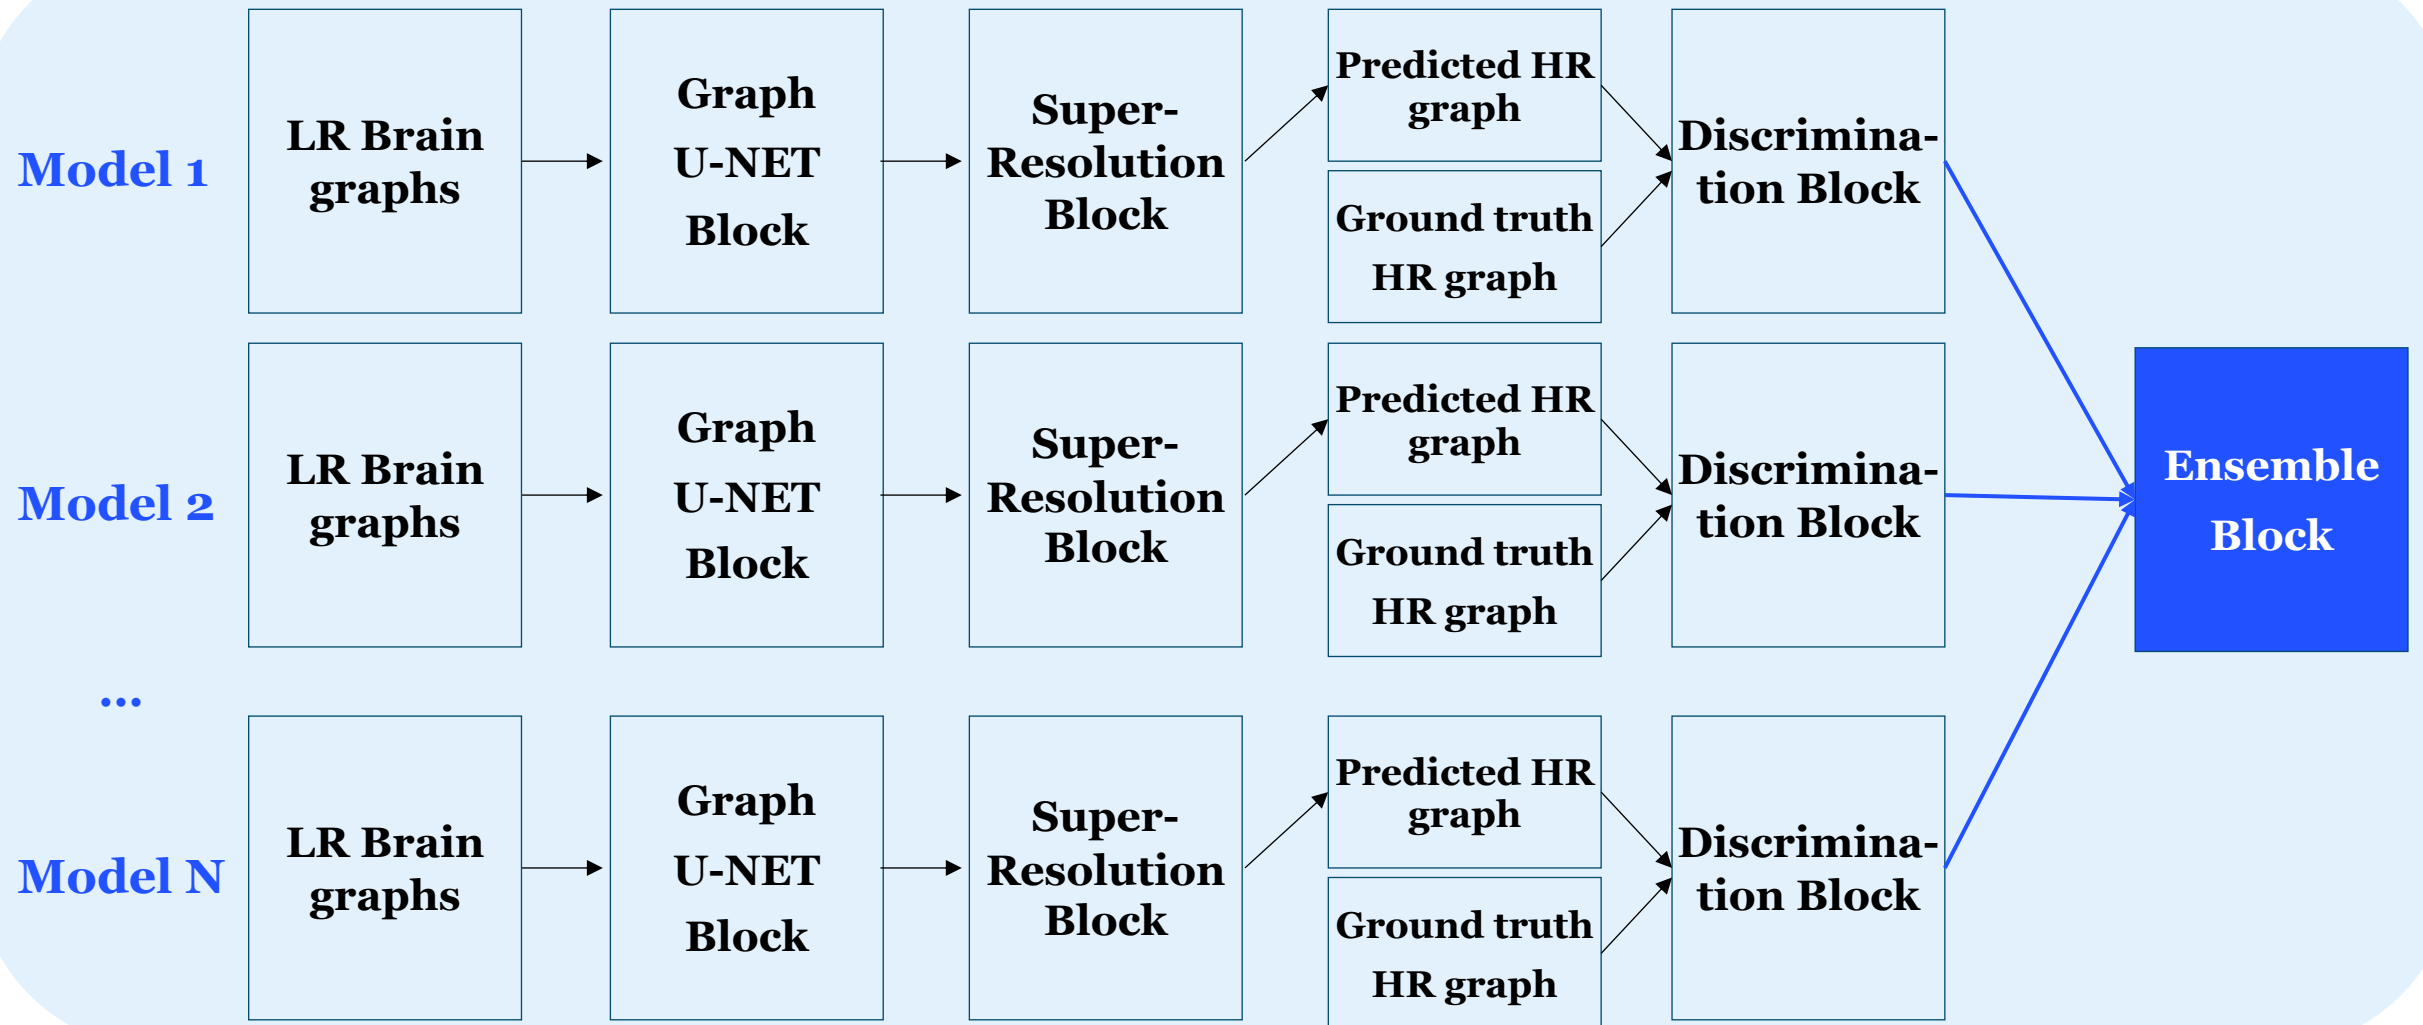 Model 1
LR Brain
graphs
Graph
U-NET
Block
Super-
Resolution
Block
Predicted HR
graph
Ground truth
HR graph
Discrimina-
tion Block
Model 2
LR Brain
graphs
Graph
U-NET
Block
Super-
Resolution
Block
Predicted HR
graph
Ground truth
HR graph
Discrimina-
tion Block
Ensemble
Block
...
Model N
LR Brain
graphs
Graph
U-NET
Block
Super-
Resolution
Block
Predicted HR
graph
Ground truth
HR graph
Discrimina-
tion Block